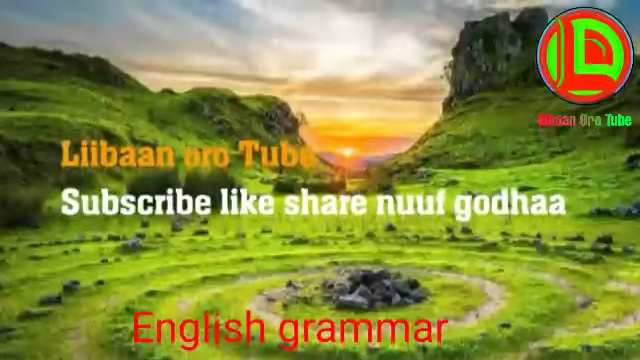 Liibaan oro Tube
Subscribe like share nuuf godhaa
English grammar
Liibaan Oro Tube